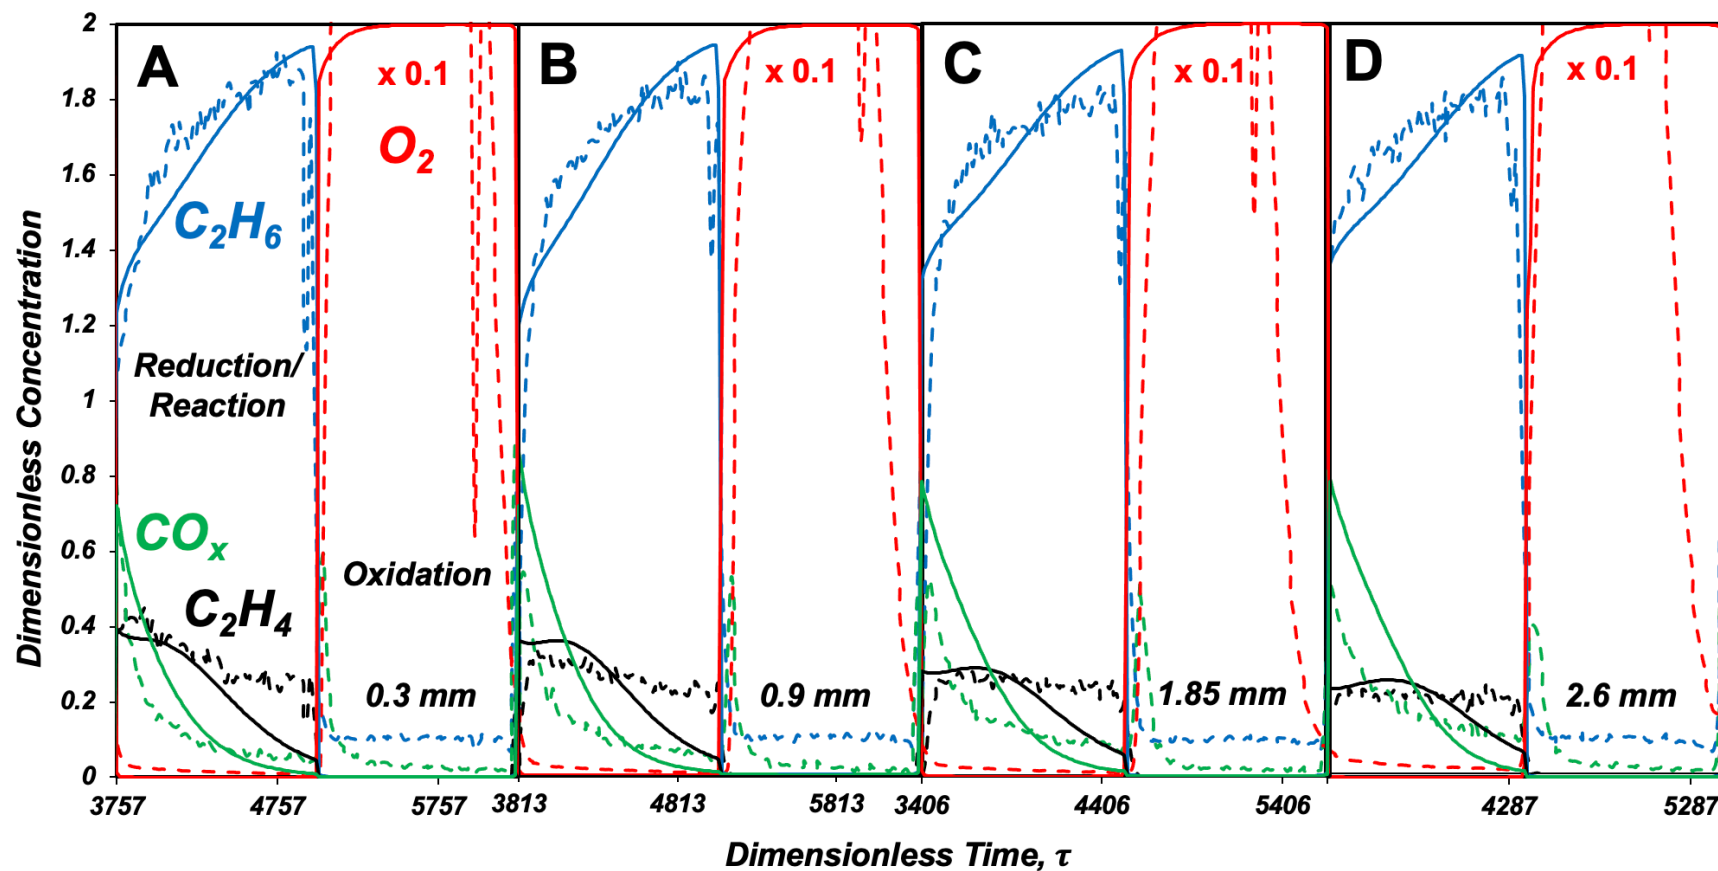 A
B
C
D
x 0.1
x 0.1
x 0.1
x 0.1
O2
C2H6
Reduction/
Reaction
COx
C2H4
Oxidation
0.3 mm
0.9 mm
1.85 mm
2.6 mm
Dimensionless Concentration
2
1.8
1.6
1.4
1.2
1
0.8
0.6
0.4
0.2
0
3757
4757
5757
3813
4813
5813
3406
4406
5406
4287
5287
Dimensionless Time, τ